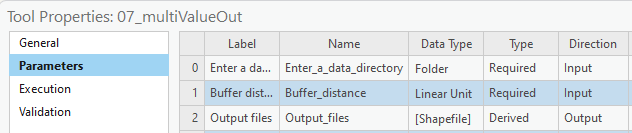 Tool Properties: 07_multiValueOut
General
Parameters
Execution
Validation
Label Name Data Type Type Direction
0 Enter a da... Enter_a_data_directory Folder Required Input
1 Buffer dist... Buffer_distance Linear Unit Required Input
2 Output files Output_files [Shapefile] Derived Output